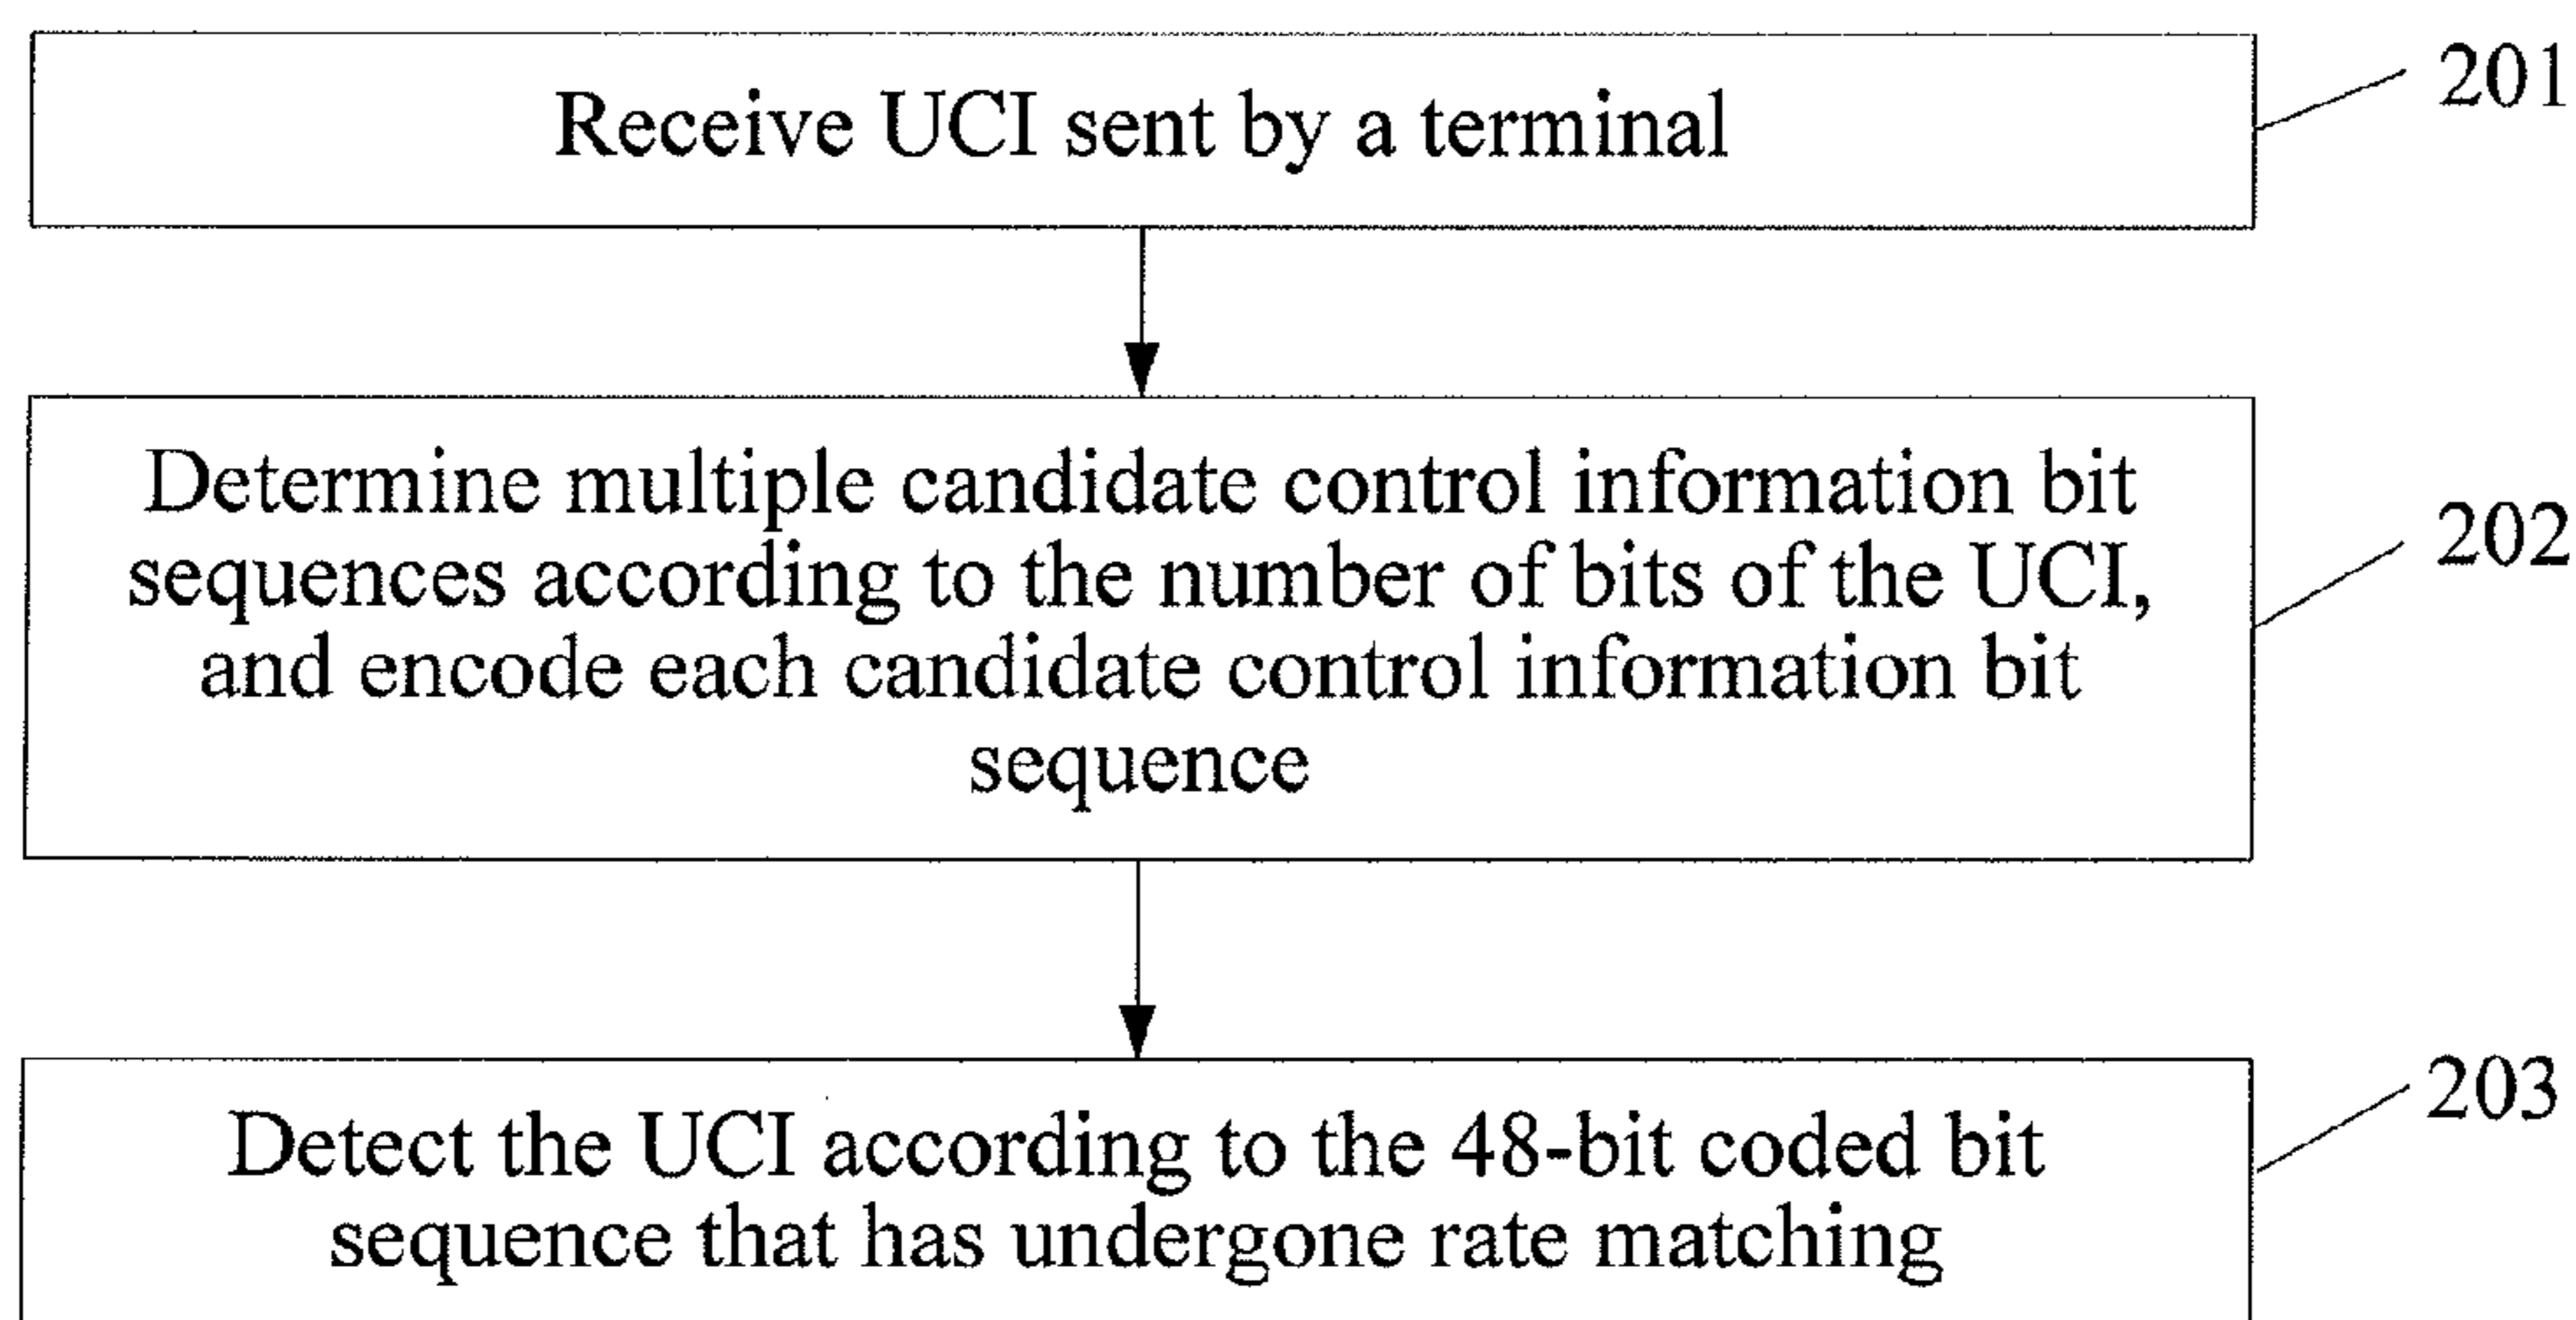 Receive UCI sent by a terminal
201
Determine multiple candidate control information bit
sequences according to the number of bits of the UCI,
and encode each candidate control information bit
sequence
202
Detect the UCI according to the 48-bit coded bit
sequence that has undergone rate matching
203